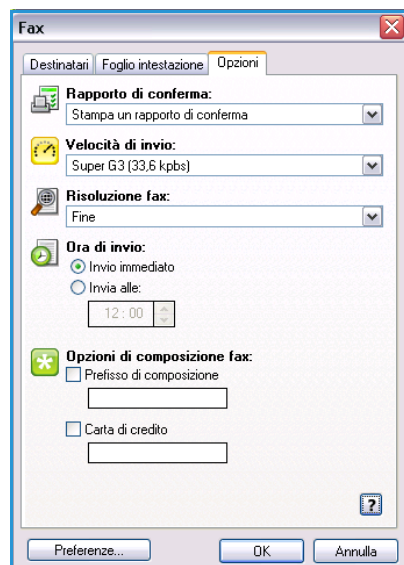 Fax
Destinatari Foglio intestazione Opzioni
Rapporto di conferma:
Stampa un rapporto di conferma
Velocità di invio:
Super G3 (33,6 kpbs)
Risoluzione fax:
Fine
Ora di invio:
Invio immediato
Invia alle:
12:00
Opzioni di composizione fax:
Prefisso di composizione
Carta di credito
?
Preferenze... OK Annulla